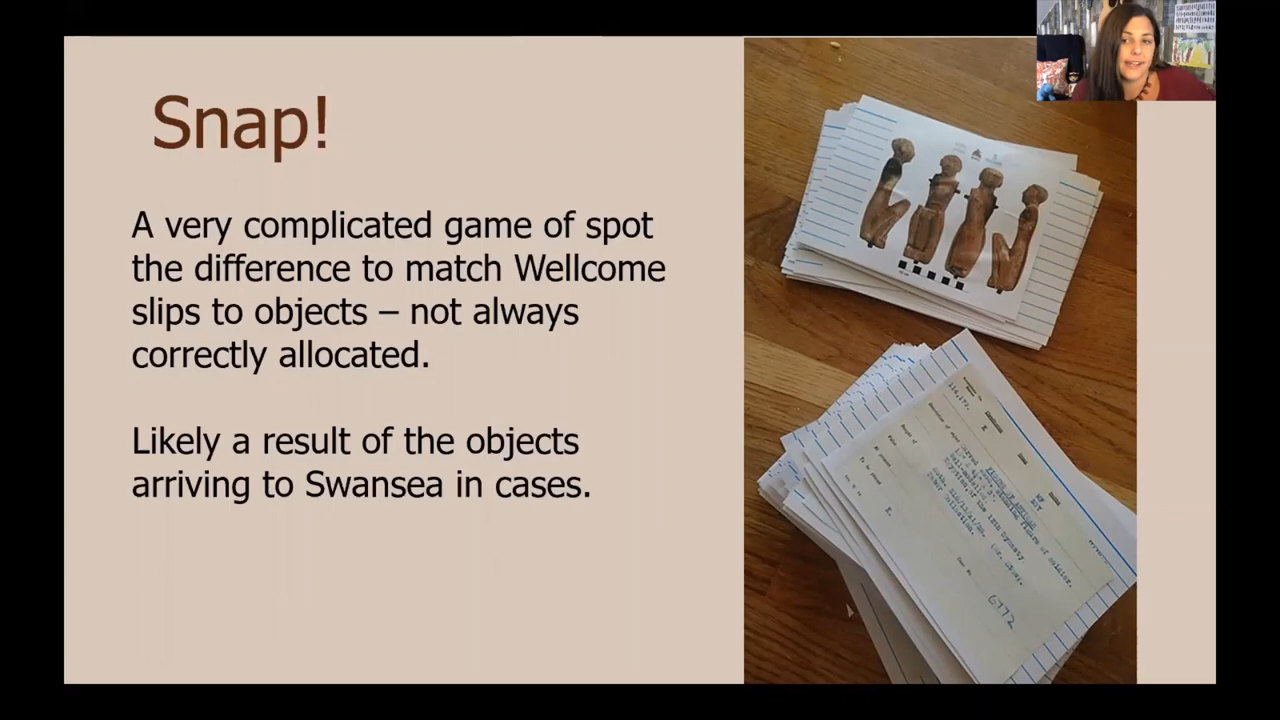 Snap!
A very complicated game of spot
the difference to match Wellcome
slips to objects – not always
correctly allocated.
Likely a result of the objects
arriving to Swansea in cases.
6772